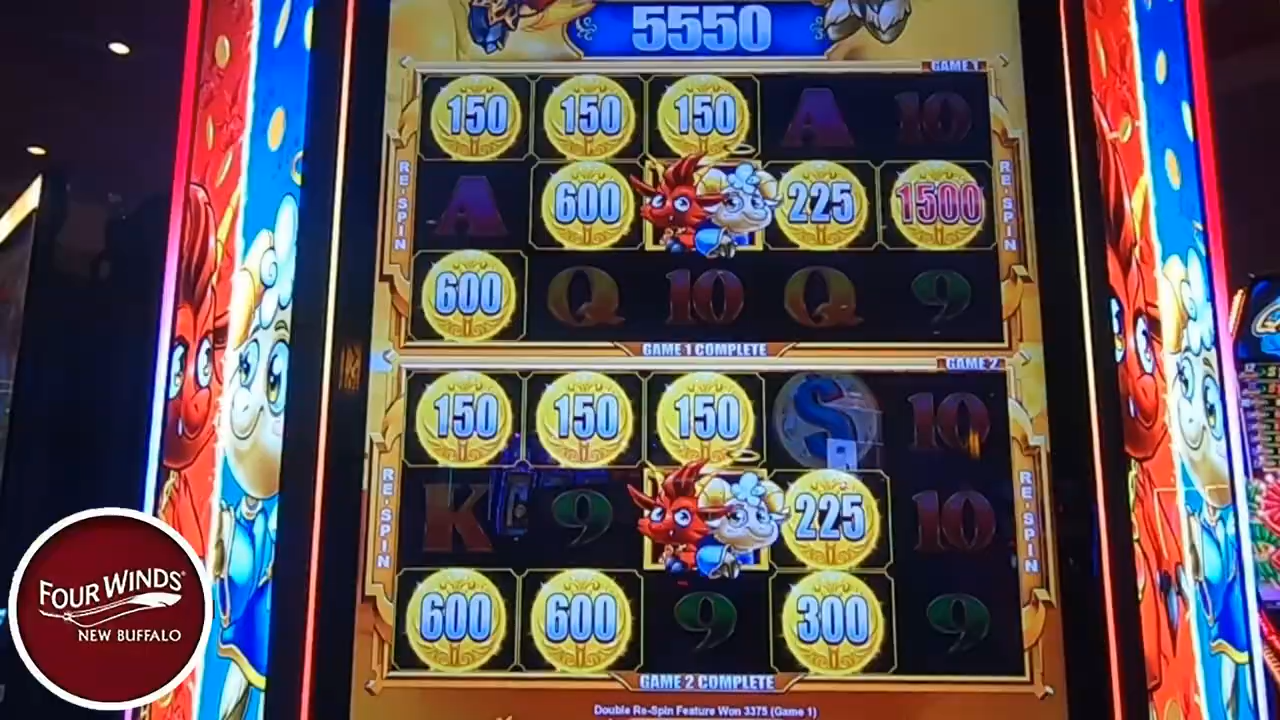 5550
GAME 1
150 150 150 A 10
A 600 225 1500
600 Q 10 Q 9
RE-SPIN
RE-SPIN
GAME 1 COMPLETE
GAME 2
150 150 150 $ 10
K 9 225 10
600 600 9 300 9
RE-SPIN
RE-SPIN
GAME 2 COMPLETE
Double Re-Spin Feature Won 3375 (Game 1)
FOUR WINDS®
NEW BUFFALO